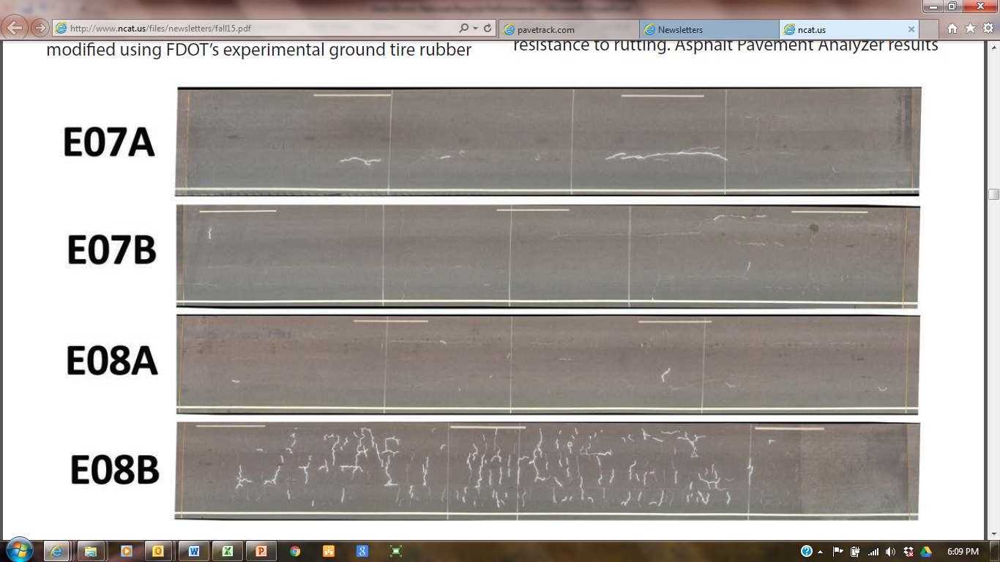 http://www.ncat.us/files/newsletters/fall15.pdf
pavetrack.com
Newsletters
ncat.us
modified using FDOT's experimental ground tire rubber
resistance to rutting. Asphalt Pavement Analyzer results
E07A
E07B
E08A
E08B
6:09 PM